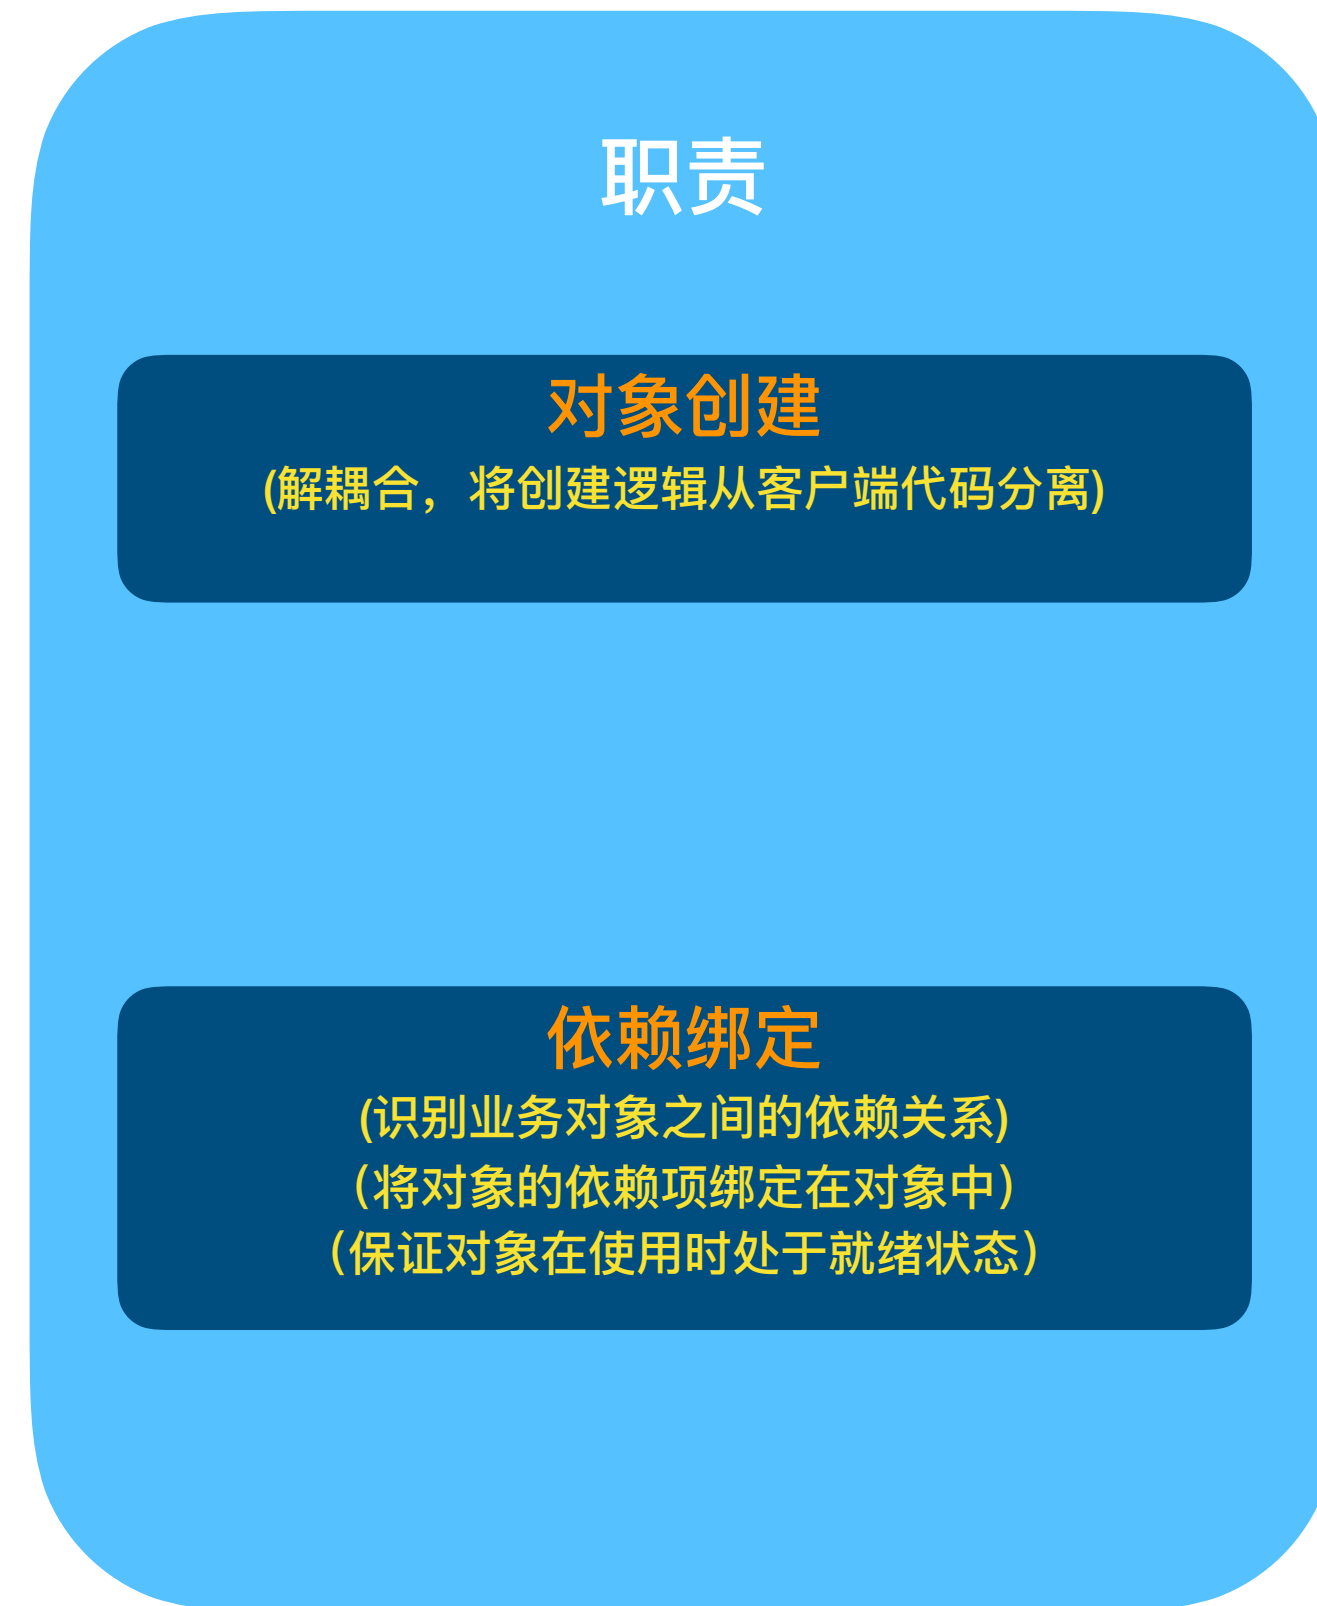 职责
对象创建
(解耦合，将创建逻辑从客户端代码分离)
依赖绑定
(识别业务对象之间的依赖关系)
（将对象的依赖项绑定在对象中）
（保证对象在使用时处于就绪状态）